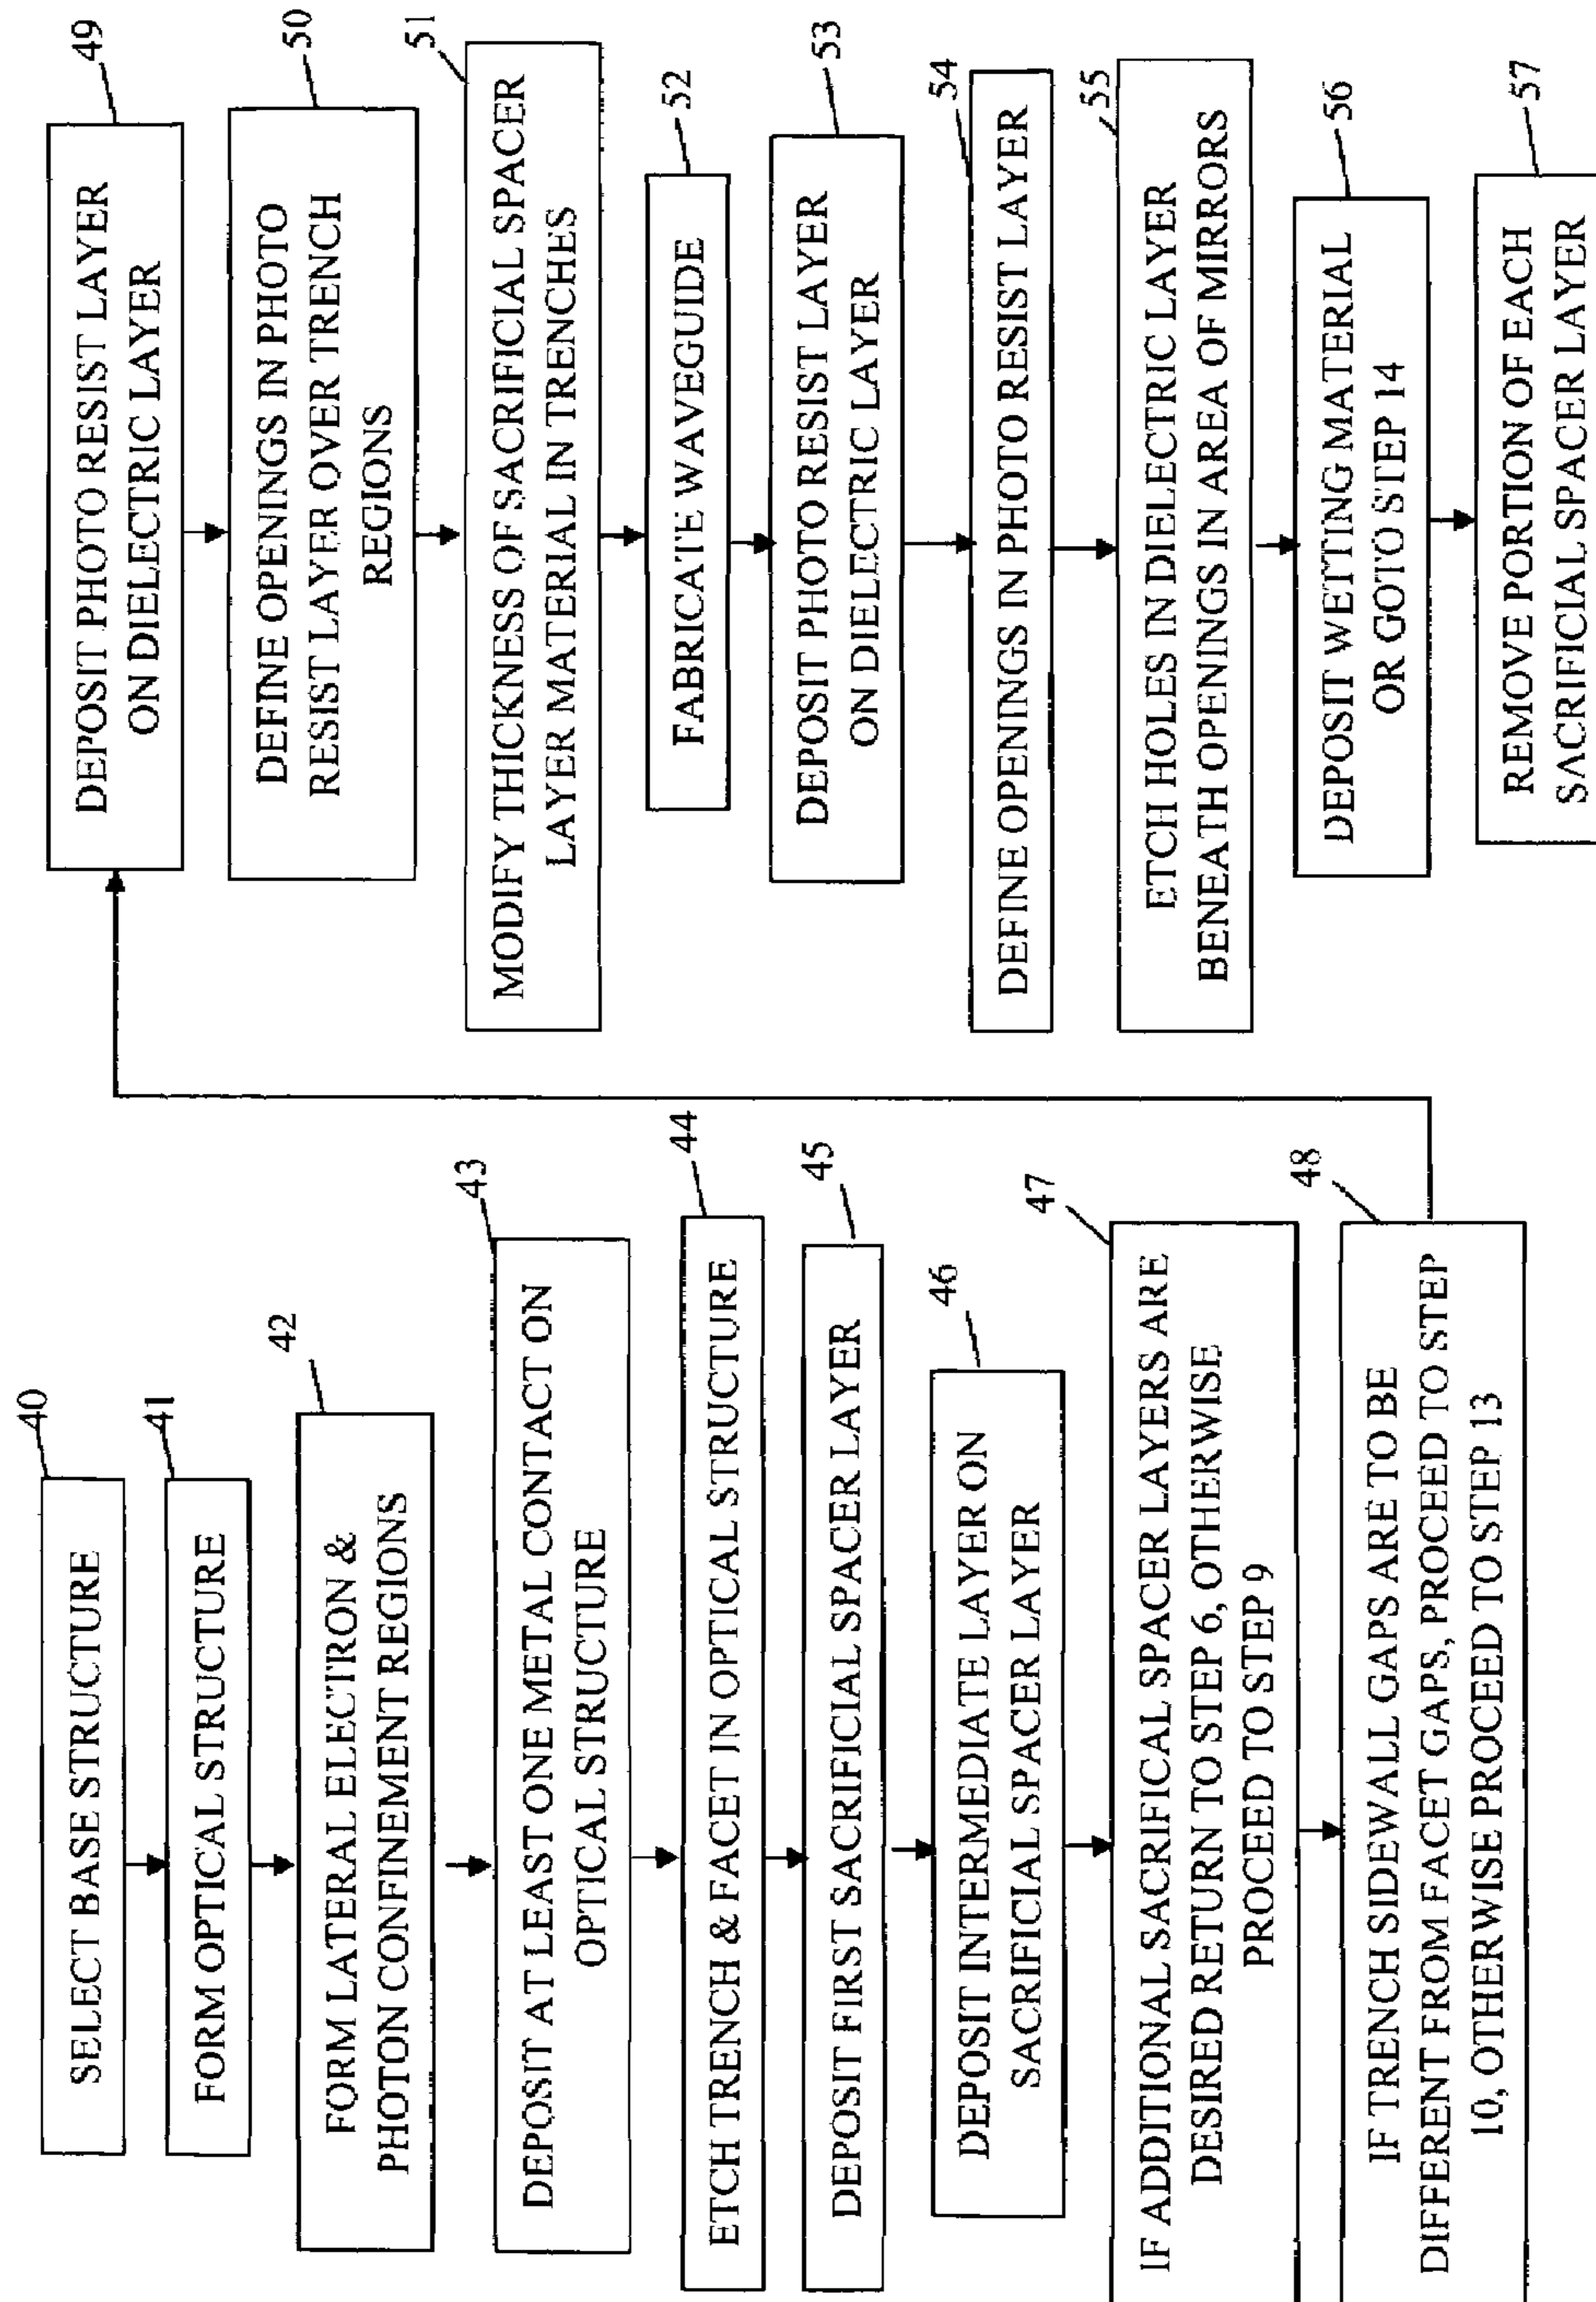 40
SELECT BASE STRUCTURE
41
FORM OPTICAL STRUCTURE
42
FORM LATERAL ELECTRON &
PHOTON CONFINEMENT REGIONS
43
DEPOSIT AT LEAST ONE METAL CONTACT ON
OPTICAL STRUCTURE
44
ETCH TRENCH & FACET IN OPTICAL STRUCTURE
45
DEPOSIT FIRST SACRIFICIAL SPACER LAYER
46
DEPOSIT INTERMEDIATE LAYER ON
SACRIFICIAL SPACER LAYER
47
IF ADDITIONAL SACRIFICAL SPACER LAYERS ARE
DESIRED RETURN TO STEP 6, OTHERWISE
PROCEED TO STEP 9
48
IF TRENCH SIDEWALL GAPS ARE TO BE
DIFFERENT FROM FACET GAPS, PROCEED TO STEP
10, OTHERWISE PROCEED TO STEP 13
49
DEPOSIT PHOTO RESIST LAYER
ON DIELECTRIC LAYER
50
DEFINE OPENINGS IN PHOTO
RESIST LAYER OVER TRENCH
REGIONS
51
MODIFY THICKNESS OF SACRIFICIAL SPACER
LAYER MATERIAL IN TRENCHES
52
FABRICATE WAVEGUIDE
53
DEPOSIT PHOTO RESIST LAYER
ON DIELECTRIC LAYER
54
DEFINE OPENINGS IN PHOTO RESIST LAYER
55
ETCH HOLES IN DIELECTRIC LAYER
BENEATH OPENINGS IN AREA OF MIRRORS
56
DEPOSIT WETTING MATERIAL
OR GOTO STEP 14
57
REMOVE PORTION OF EACH
SACRIFICIAL SPACER LAYER